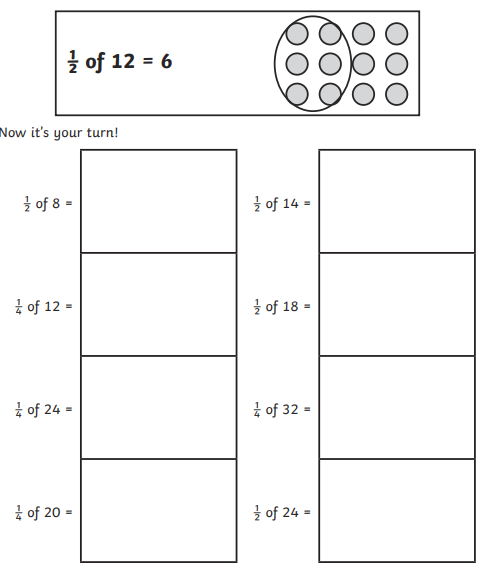 ½ of 12 = 6
Now it's your turn!
½ of 8 =
½ of 14 =
¼ of 12 =
½ of 18 =
¼ of 24 =
¼ of 32 =
¼ of 20 =
½ of 24 =